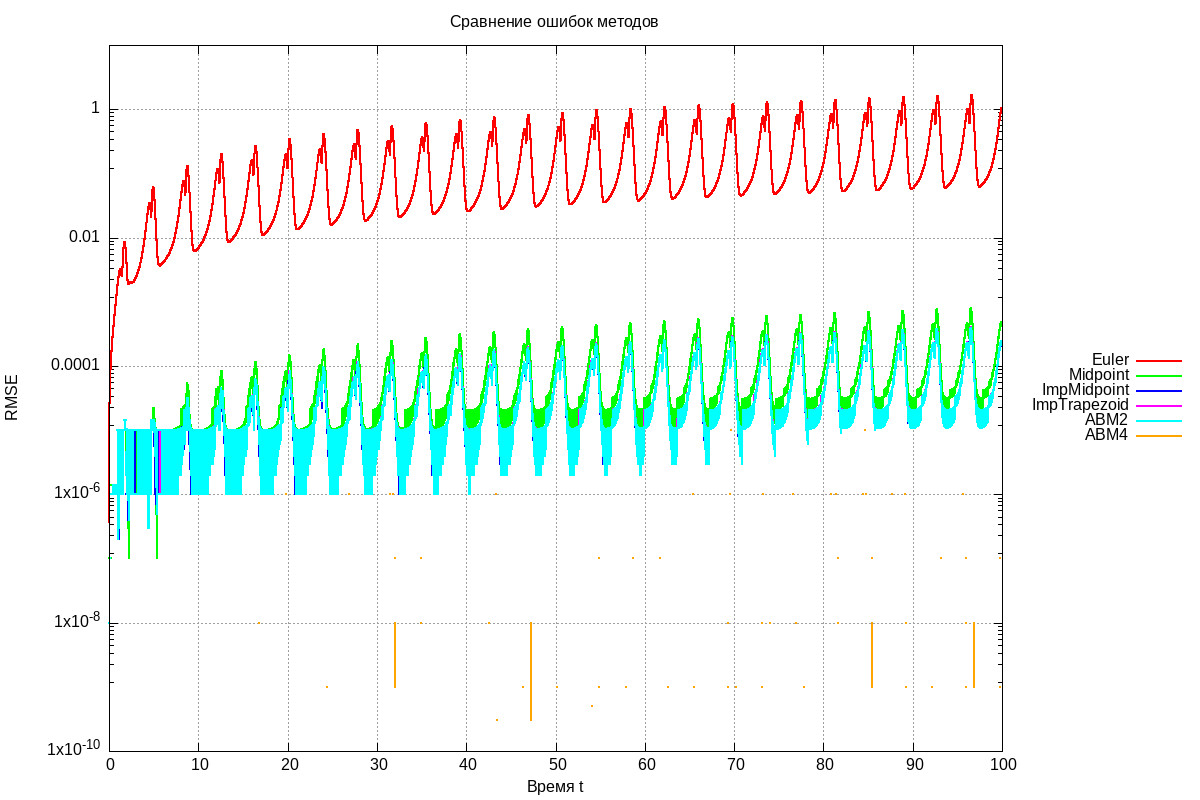 Сравнение ошибок методов
1
0.01
0.0001
1x10-6
1x10-8
1x10-10
RMSE
0 10 20 30 40 50 60 70 80 90 100
Время t
Euler
Midpoint
ImpMidpoint
ImpTrapezoid
ABM2
ABM4